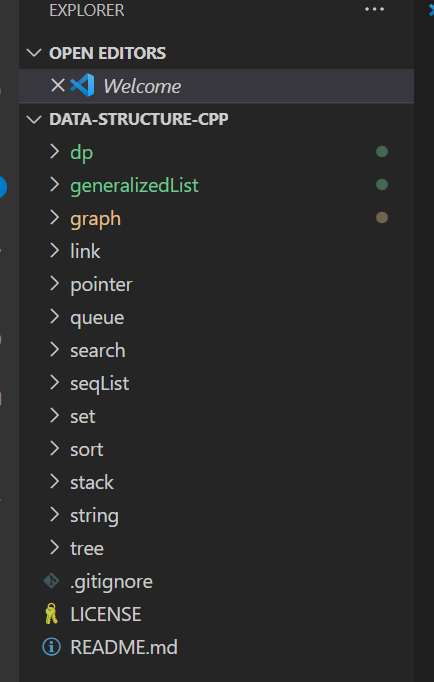 EXPLORER
OPEN EDITORS
Welcome
DATA-STRUCTURE-CPP
dp
generalizedList
graph
link
pointer
queue
search
seqList
set
sort
stack
string
tree
.gitignore
LICENSE
README.md